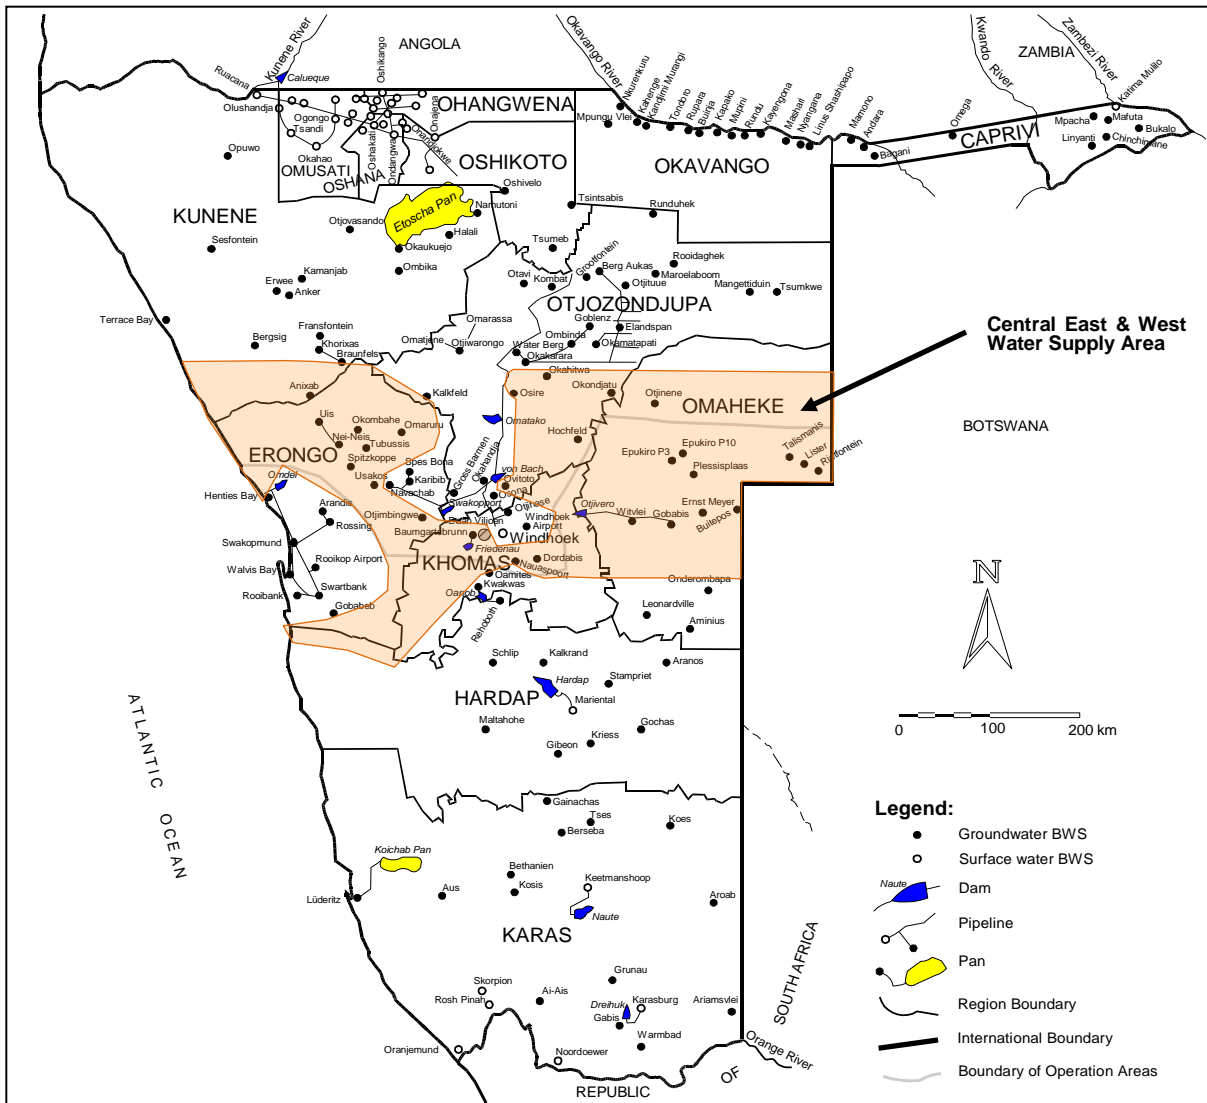 ANGOLA
ZAMBIA
Kunene River
Okavango River
Kwando River
Zambezi River
Ruacana
Calueque
Oshikango
Olushandja
Ogongo
Tsandi
Okahao
Oshakati
Ondangwa
Onajena
OHANGWENA
OMUSATI
OSHANA
OSHIKOTO
Opuwo
KUNENE
Nkurenkuru
Kahenge
Kandjimi Murangi
Mpungu Vlei
Tondoro
Rupara
Bunja
Kapako
Mupini
Rundu
Kayengona
Mashari
Nyangana
Linus Shashipapo
Mamono
Andara
Bagani
Omega
OKAVANGO
CAPRIVI
Katima Mulilo
Mpacha
Mafuta
Bukalo
Linyanti
Chinchimane
Oshivelo
Etoscha Pan
Namutoni
Otjovasando
Halali
Okaukuejo
Ombika
Sesfontein
Kamanjab
Erwee
Anker
Terrace Bay
Bergsig
Fransfontein
Khorixas
Braunfels
Tsintsabis
Runduhek
Tsumeb
Grootfontein
Otavi
Kombat
Berg Aukas
Rooidaghek
Maroelaboom
Otjituue
Mangettiduin
Tsumkwe
OTJOZONDJUPA
Goblenz
Omarassa
Omatjene
Otjiwarongo
Ombinda
Elandspan
Water Berg
Okamatapati
Okakarara
Okahitwa
Central East & West
Water Supply Area
Anixab
Kalkfeld
Osire
Okondjatu
Otjinene
OMAHEKE
Uis
Okombahe
Omaruru
Omatako
Nei-Neis
Tubussis
Hochfeld
Talismanis
Lister
Rietfontein
BOTSWANA
ERONGO
Spitzkoppe
Epukiro P10
Epukiro P3
Plessisplaas
Omdel
Usakos
Spes Bona
Karibib
Navachab
Gross Barmen
Okahandja
von Bach
Ovitoto
Osona
Henties Bay
Arandis
Rossing
Otjimbingwe
Swakoppoort
Otjihase
Otjivero
Witvlei
Gobabis
Ernst Meyer
Buitepos
Daan Viljoen
Windhoek
Airport
Windhoek
Baumgartsbrunn
Friedenau
Swakopmund
Walvis Bay
Rooikop Airport
KHOMAS
Nauaspoort
Dordabis
Rooibank
Swartbank
Gobabeb
Oamites
Kwakwas
Oanob
Rehoboth
Onderombapa
Leonardville
Aminius
N
Schlip
Kalkrand
Aranos
Stampriet
Hardap
HARDAP
Mariental
Maltahohe
Gochas
Kriess
Gibeon
0
100
200 km
ATLANTIC OCEAN
Gainachas
Tses
Berseba
Koes
Koichab Pan
Bethanien
Kosis
Keetmanshoop
Lüderitz
Aus
Naute
Aroab
KARAS
Grunau
Skorpion
Rosh Pinah
Ai-Ais
Dreihuk
Karasburg
Ariamsvlei
Gabis
Warmbad
Oranjemund
Noordoewer
Orange River
REPUBLIC
OF
SOUTH AFRICA
Legend:
Groundwater BWS
Surface water BWS
Naute
Dam
Pipeline
Pan
Region Boundary
International Boundary
Boundary of Operation Areas